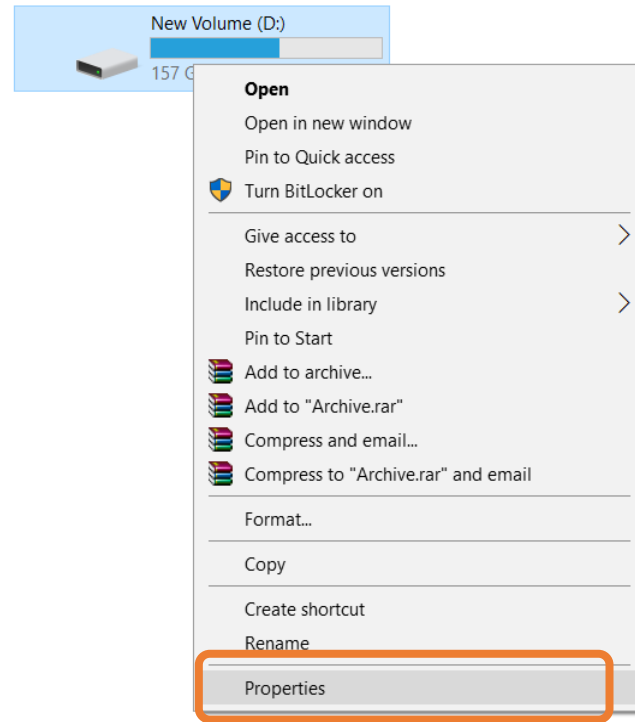 New Volume (D:)
157 G
Open
Open in new window
Pin to Quick access
Turn BitLocker on
Give access to
Restore previous versions
Include in library
Pin to Start
Add to archive...
Add to "Archive.rar"
Compress and email...
Compress to "Archive.rar" and email
Format...
Copy
Create shortcut
Rename
Properties